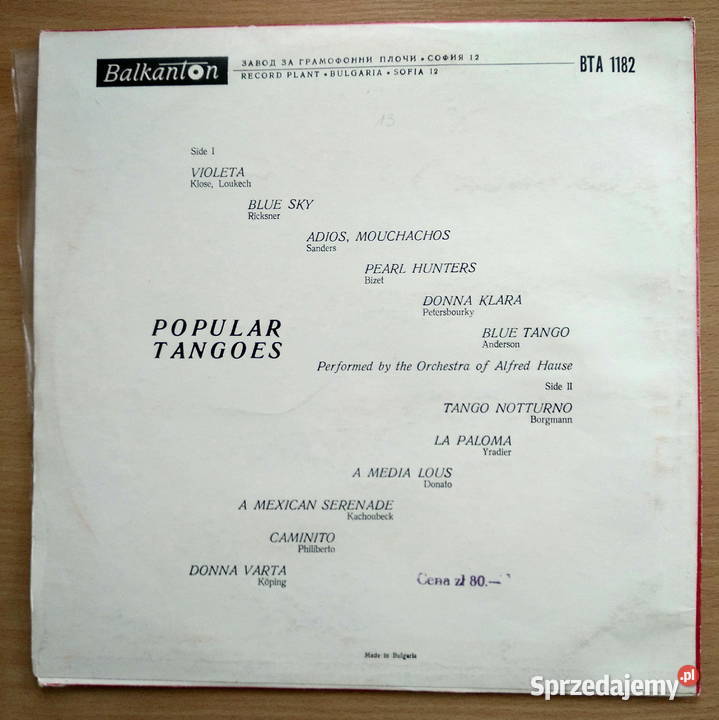 Balkanton
ЗАВОД ЗА ГРАМОФОННИ ПЛОЧИ • СОФИЯ 12
RECORD PLANT • BULGARIA • SOFIA 12
BTA 1182
13
Side I
VIOLETA
Klose, Loukech
BLUE SKY
Ricksner
ADIOS, MOUCHACHOS
Sanders
PEARL HUNTERS
Bizet
DONNA KLARA
Petersbourky
BLUE TANGO
Anderson
POPULAR
TANGOES
Performed by the Orchestra of Alfred Hause
Side II
TANGO NOTTURNO
Borgmann
LA PALOMA
Yradier
A MEDIA LOUS
Donato
A MEXICAN SERENADE
Kachoubeck
CAMINITO
Philiberto
DONNA VARTA
Köping
Cena zł 80.—
Made in Bulgaria
Sprzedajemy.pl